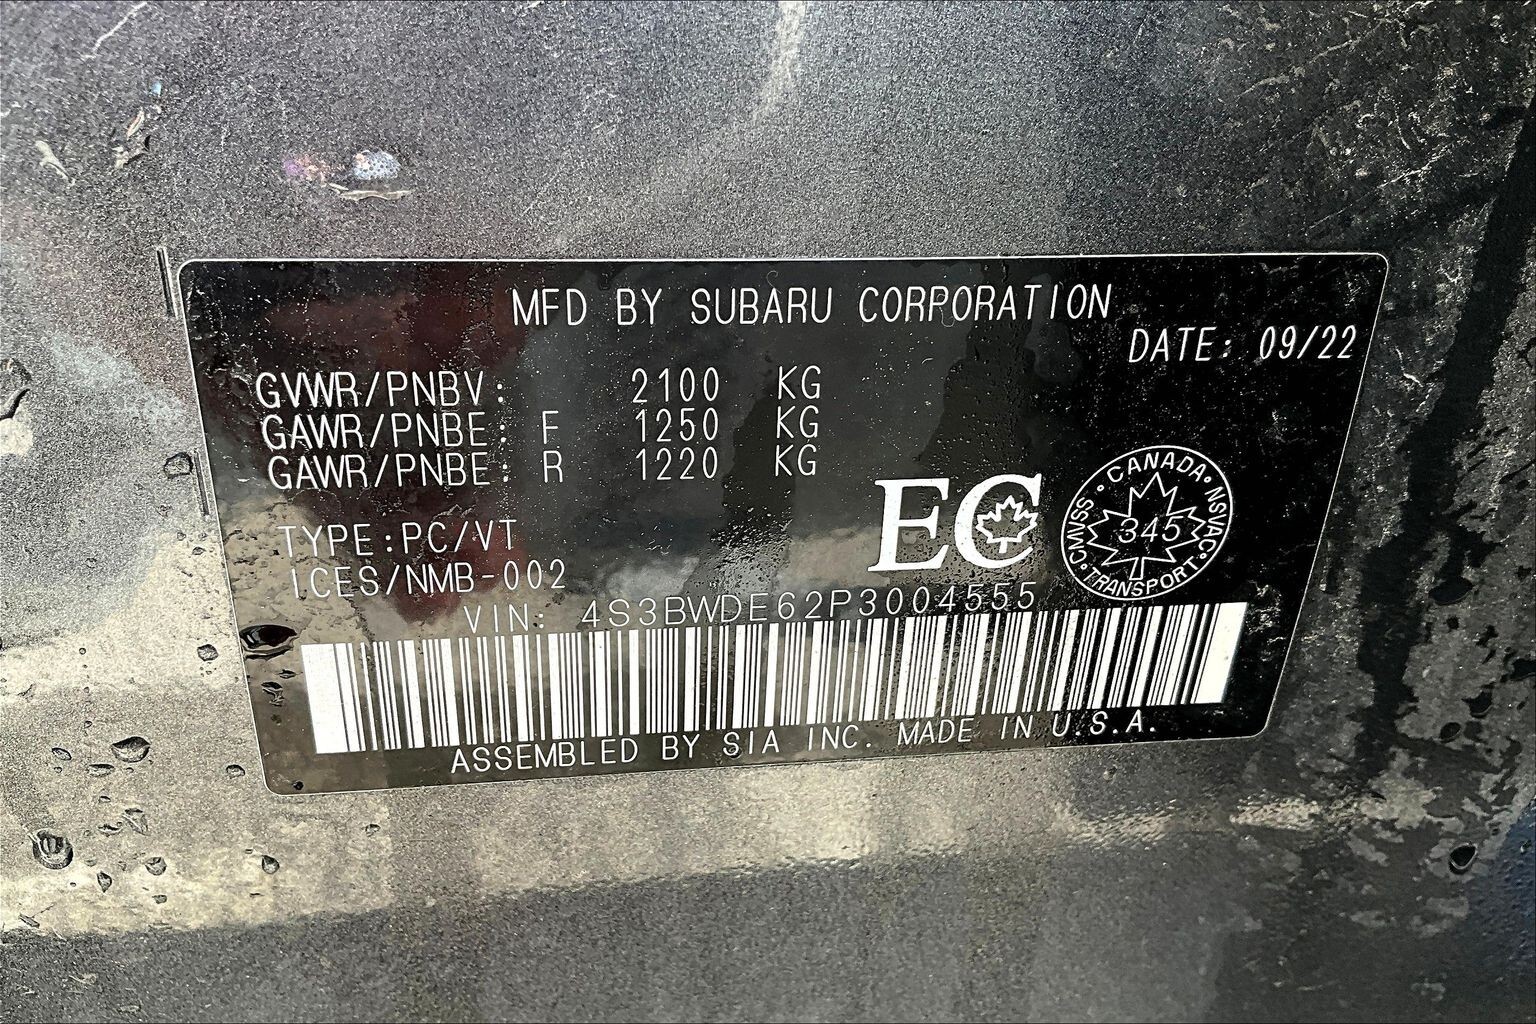 MFD BY SUBARU CORPORATION
DATE: 09/22
GVWR/PNBV: 2100 KG
GAWR/PNBE: F 1250 KG
GAWR/PNBE: R 1220 KG
EC
CANADA · NSVAC · TRANSPORT · CMVSS ·
345
TYPE:PC/VT
ICES/NMB-002
VIN: 4S3BWDE62P3004555
ASSEMBLED BY SIA INC. MADE IN U.S.A.